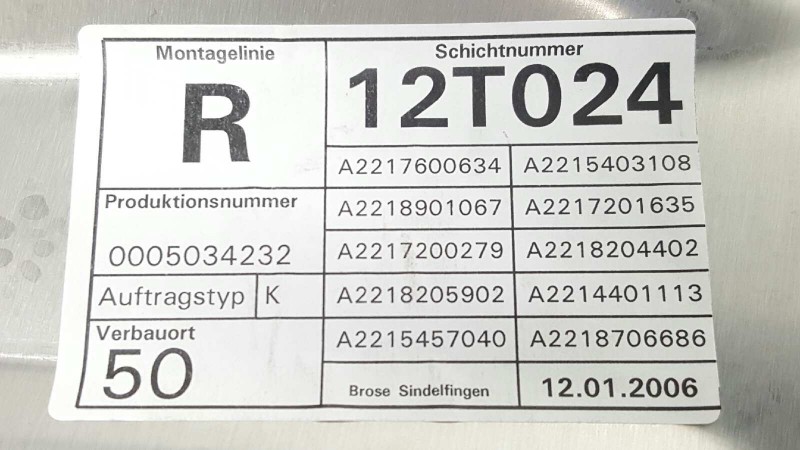 Montagelinie
R
Schichtnummer
12T024
A2217600634 A2215403108
Produktionsnummer
0005034232
A2218901067 A2217201635
A2217200279 A2218204402
Auftragstyp K
A2218205902 A2214401113
Verbauort
50
A2215457040 A2218706686
Brose Sindelfingen 12.01.2006